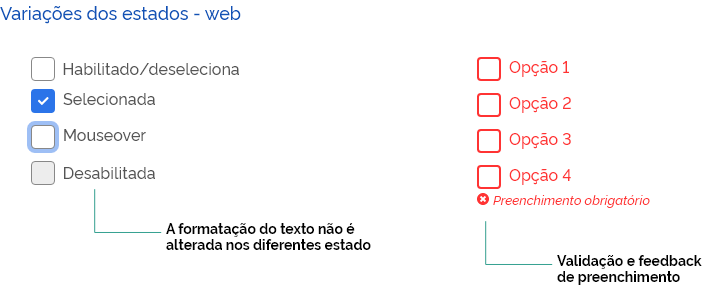 Variações dos estados - web
Habilitado/deseleciona
Selecionada
Mouseover
Desabilitada
A formatação do texto não é
alterada nos diferentes estado
Opção 1
Opção 2
Opção 3
Opção 4
Preenchimento obrigatório
Validação e feedback
de preenchimento